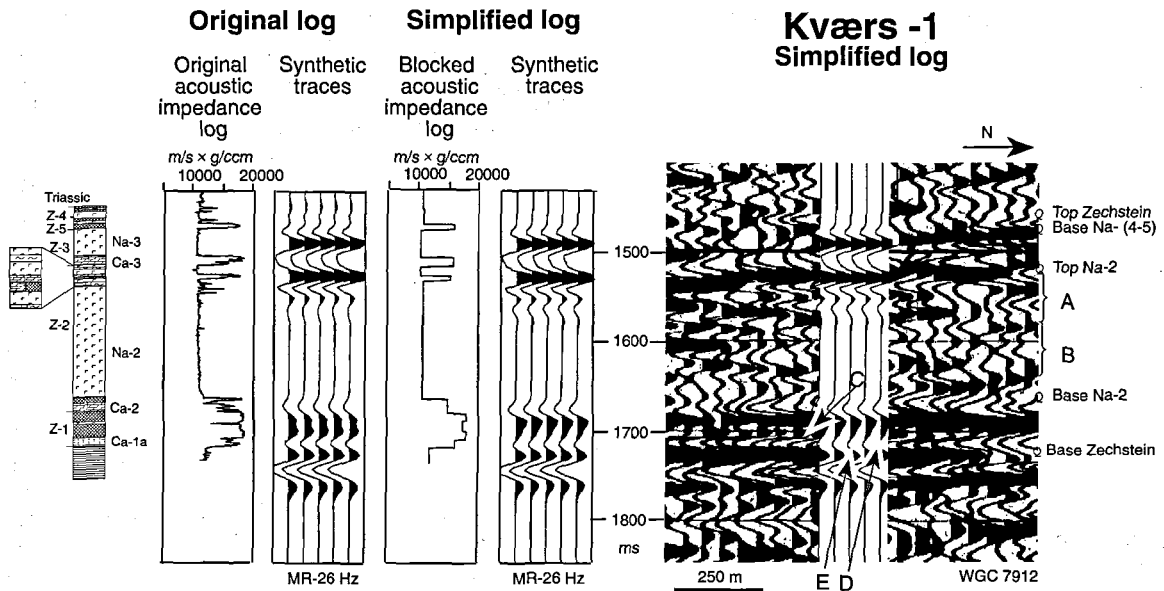 Original log
Simplified log
Kværs -1
Simplified log
Original
acoustic
impedance
log
Synthetic
traces
Blocked
acoustic
impedance
log
Synthetic
traces
N
m/s × g/ccm
10000 20000
m/s × g/ccm
10000 20000
Triassic
Z-4
Z-5
Z-3
Z-2
Z-1
Na-3
Ca-3
Na-2
Ca-2
Ca-1a
1500
1600
1700
1800
ms
Top Zechstein
Base Na- (4-5)
Top Na-2
A
B
Base Na-2
Base Zechstein
C
E D
MR-26 Hz
MR-26 Hz
250 m
WGC 7912